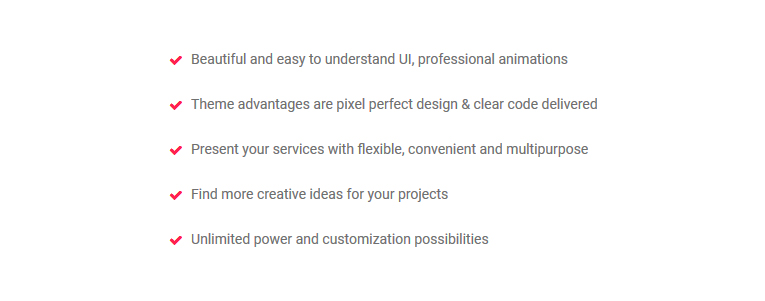 Beautiful and easy to understand UI, professional animations
Theme advantages are pixel perfect design & clear code delivered
Present your services with flexible, convenient and multipurpose
Find more creative ideas for your projects
Unlimited power and customization possibilities